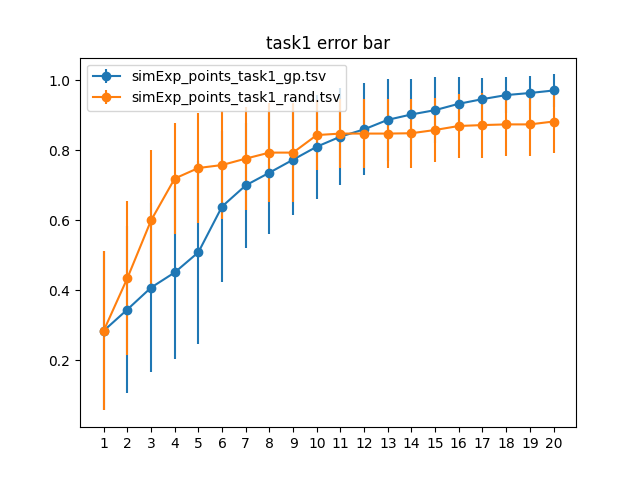 task1 error bar
simExp_points_task1_gp.tsv
simExp_points_task1_rand.tsv
1.0
0.8
0.6
0.4
0.2
1 2 3 4 5 6 7 8 9 10 11 12 13 14 15 16 17 18 19 20